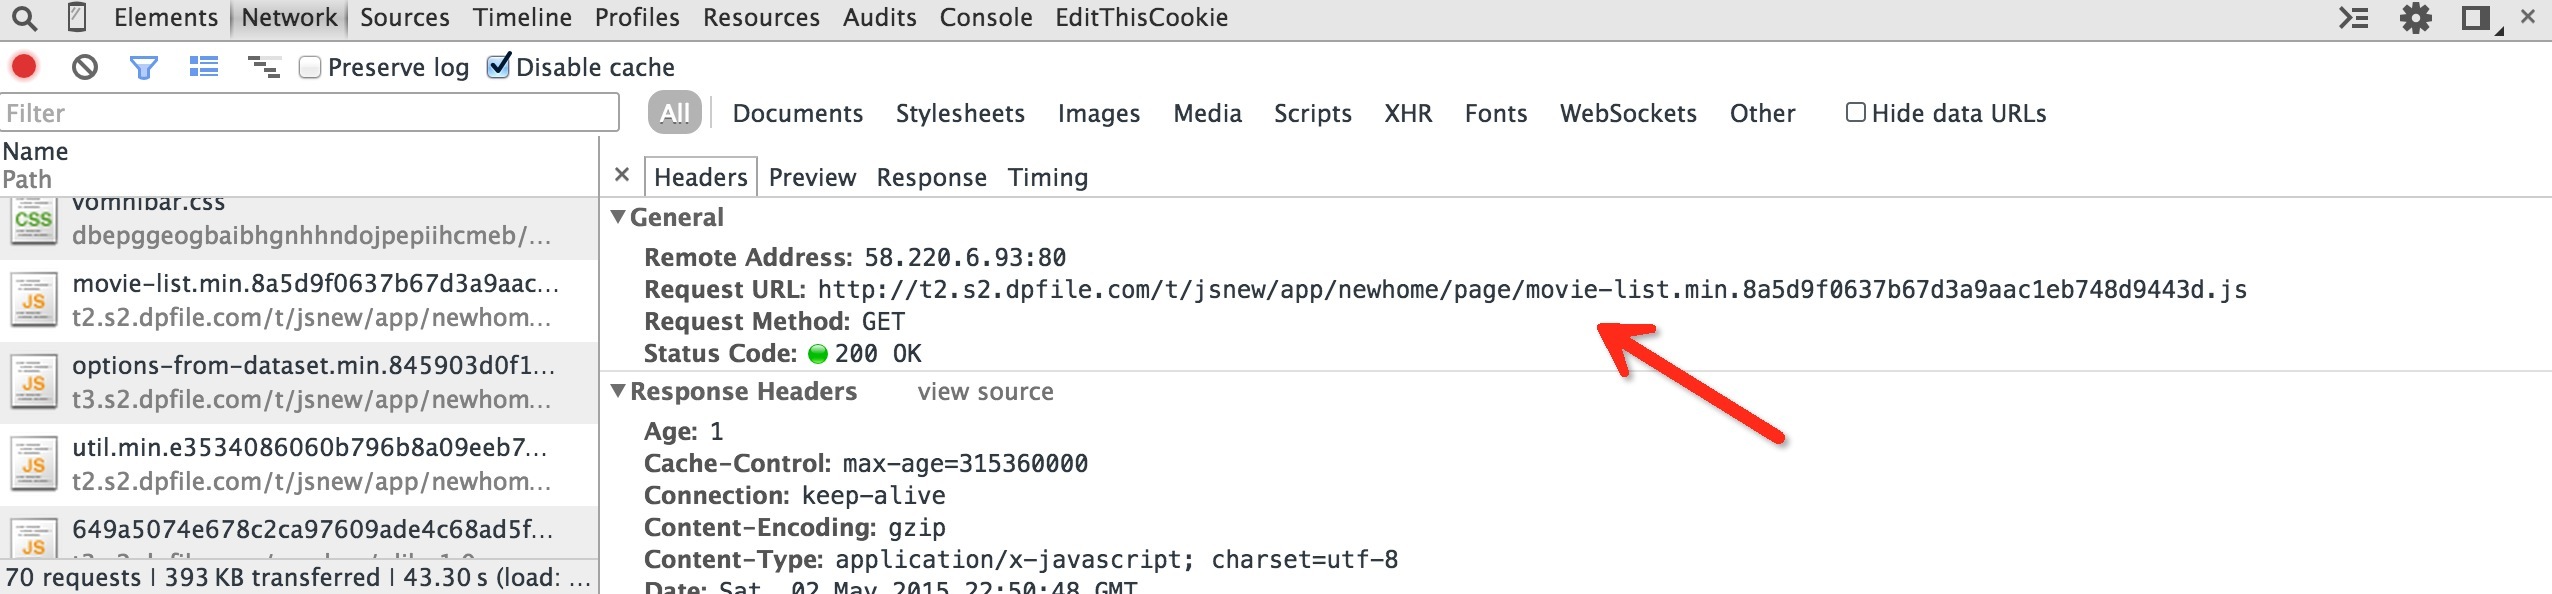 Elements Network Sources Timeline Profiles Resources Audits Console EditThisCookie
Preserve log Disable cache
Filter All Documents Stylesheets Images Media Scripts XHR Fonts WebSockets Other Hide data URLs
Name
Path
vomnibar.css
CSS
dbepggeogbaibhgnhhndojpepiihcmeb/...
movie-list.min.8a5d9f0637b67d3a9aac...
JS
t2.s2.dpfile.com/t/jsnew/app/newhom...
options-from-dataset.min.845903d0f1...
JS
t3.s2.dpfile.com/t/jsnew/app/newhom...
util.min.e3534086060b796b8a09eeb7...
JS
t2.s2.dpfile.com/t/jsnew/app/newhom...
649a5074e678c2ca97609ade4c68ad5f...
JS
70 requests | 393 KB transferred | 43.30 s (load: ...
× Headers Preview Response Timing
General
Remote Address: 58.220.6.93:80
Request URL: http://t2.s2.dpfile.com/t/jsnew/app/newhome/page/movie-list.min.8a5d9f0637b67d3a9aac1eb748d9443d.js
Request Method: GET
Status Code: 200 OK
Response Headers view source
Age: 1
Cache-Control: max-age=315360000
Connection: keep-alive
Content-Encoding: gzip
Content-Type: application/x-javascript; charset=utf-8
Date: Sat, 02 May 2015 22:50:48 GMT